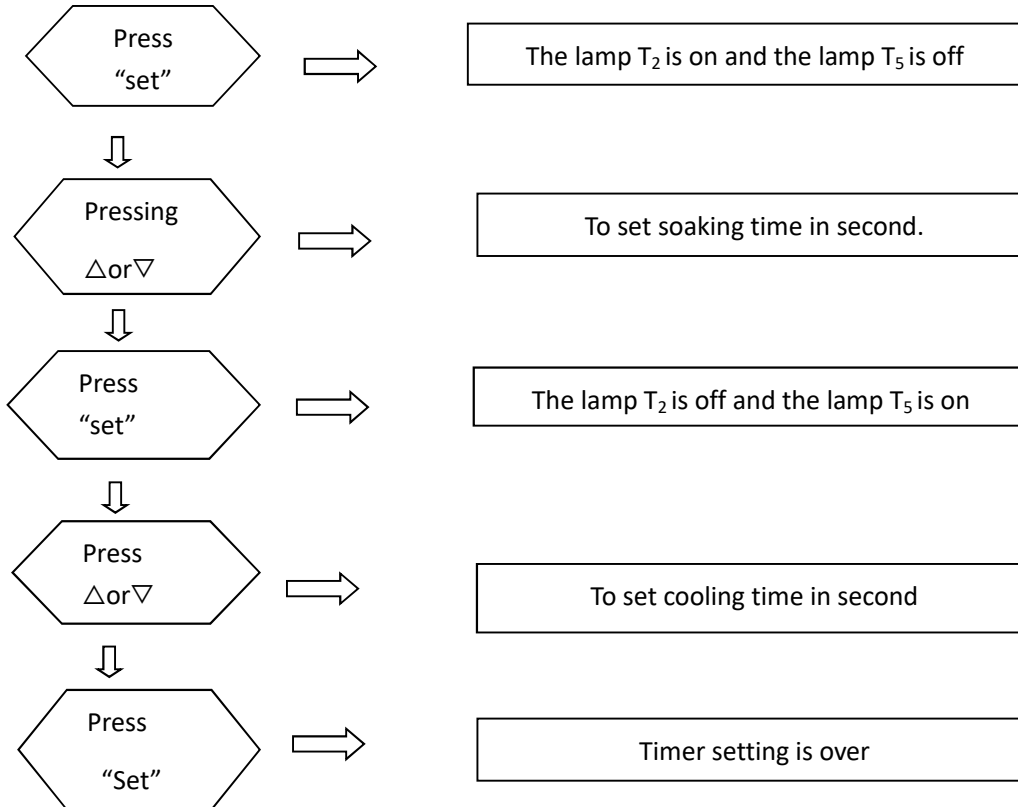 Press
“set”
The lamp T₂ is on and the lamp T₅ is off
Pressing
△or▽
To set soaking time in second.
Press
“set”
The lamp T₂ is off and the lamp T₅ is on
Press
△or▽
To set cooling time in second
Press
“Set”
Timer setting is over